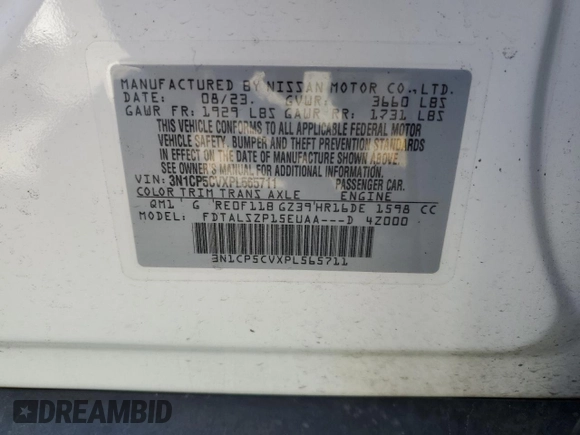 MANUFACTURED BY NISSAN MOTOR CO.,LTD.
DATE: 08/23. GVWR: 3660 LBS
GAWR FR: 1929 LBS GAWR RR: 1731 LBS
THIS VEHICLE CONFORMS TO ALL APPLICABLE FEDERAL MOTOR
VEHICLE SAFETY, BUMPER, AND THEFT PREVENTION
STANDARDS IN EFFECT ON THE DATE OF MANUFACTURE
SHOWN ABOVE. SEE OWNER'S MANUAL
FOR ADDITIONAL INFORMATION.
VIN: 3N1CP5CVXPL565711 PASSENGER CAR.
COLOR TRIM TRANS AXLE ENGINE
QM1 G RE0F11B GZ39 HR16DE 1598 CC
MODEL: FDTALSZP15EUAA---D 4Z000
3N1CP5CVXPL565711
DREAMBID